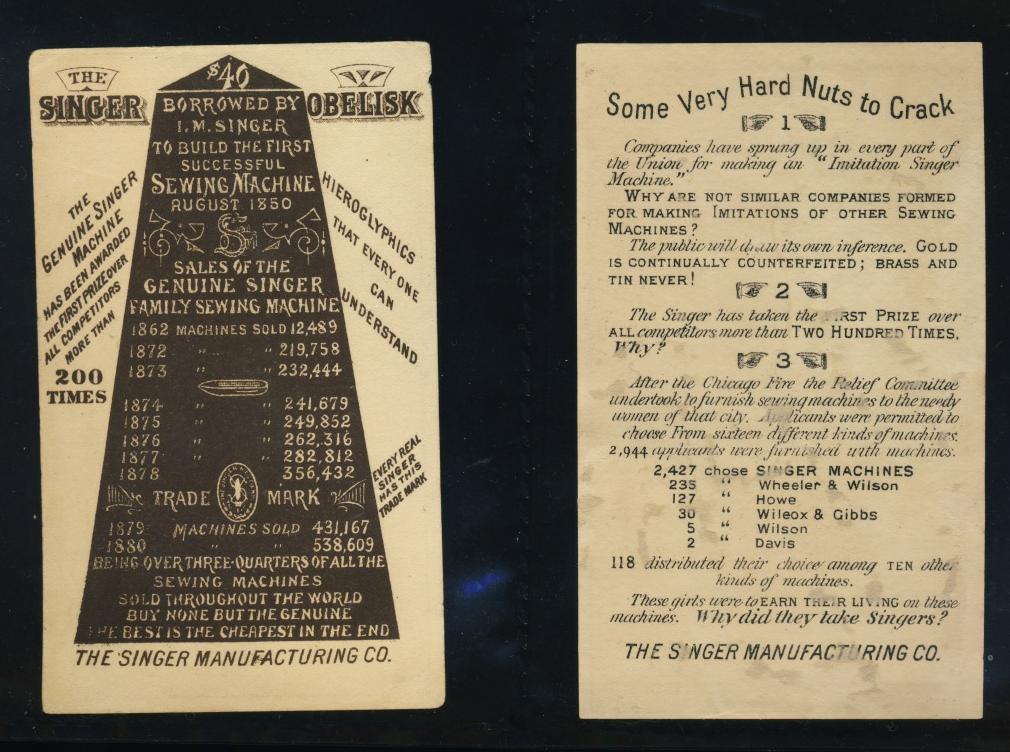 THE
SINGER OBELISK
$40
BORROWED BY
I.M. SINGER
TO BUILD THE FIRST
SUCCESSFUL
SEWING MACHINE
AUGUST 1850
THE
GENUINE SINGER
MACHINE
HAS BEEN AWARDED
THE FIRST PRIZE OVER
ALL COMPETITORS
MORE THAN
200
TIMES
HIEROGLYPHICS
THAT EVERY ONE
CAN
UNDERSTAND
SALES OF THE
GENUINE SINGER
FAMILY SEWING MACHINE
1862 MACHINES SOLD 12,489
1872 " " 219,758
1873 " " 232,444
1874 " " 241,679
1875 " " 249,852
1876 " " 262,316
1877 " " 282,812
1878 " " 356,432
TRADE MARK
EVERY REAL
SINGER
HAS THIS
TRADE MARK
1879 MACHINES SOLD 431,167
1880 " " 538,609
BEING OVER THREE-QUARTERS OF ALL THE
SEWING MACHINES
SOLD THROUGHOUT THE WORLD
BUY NONE BUT THE GENUINE
THE BEST IS THE CHEAPEST IN THE END
THE SINGER MANUFACTURING CO.
Some Very Hard Nuts to Crack
1
Companies have sprung up in every part of
the Union for making an "Imitation Singer
Machine."
WHY ARE NOT SIMILAR COMPANIES FORMED
FOR MAKING IMITATIONS OF OTHER SEWING
MACHINES?
The public will draw its own inference. GOLD
IS CONTINUALLY COUNTERFEITED; BRASS AND
TIN NEVER!
2
The Singer has taken the FIRST PRIZE over
ALL competitors more than TWO HUNDRED TIMES.
Why?
3
After the Chicago Fire the Relief Committee
undertook to furnish sewing machines to the needy
women of that city. Applicants were permitted to
choose From sixteen different kinds of machines.
2,944 applicants were furnished with machines.
2,427 chose SINGER MACHINES
235 " Wheeler & Wilson
127 " Howe
30 " Wilcox & Gibbs
5 " Wilson
2 " Davis
118 distributed their choice among TEN other
kinds of machines.
These girls were to EARN THEIR LIVING on these
machines. Why did they take Singers?
THE SINGER MANUFACTURING CO.